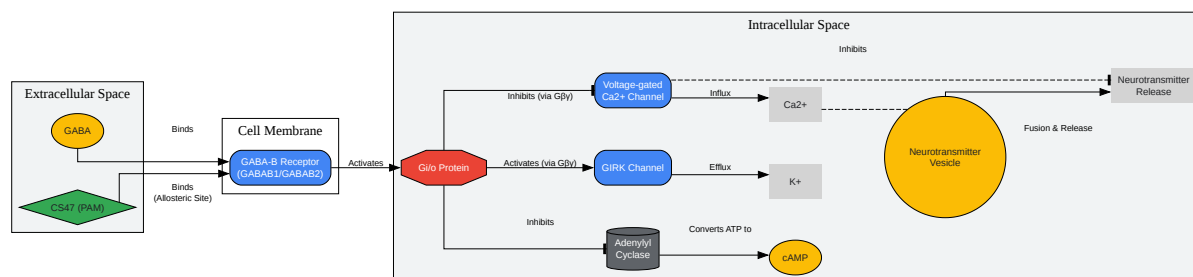 Intracellular Space
Inhibits
Extracellular Space
GABA
Binds
Binds
(Allosteric Site)
CS47 (PAM)
Cell Membrane
GABA-B Receptor
(GABAB1/GABAB2)
Activates
Gi/o Protein
Inhibits (via Gβγ)
Voltage-gated
Ca2+ Channel
Influx
Ca2+
Activates (via Gβγ)
GIRK Channel
Efflux
K+
Inhibits
Adenylyl
Cyclase
Converts ATP to
cAMP
Neurotransmitter
Vesicle
Fusion & Release
Neurotransmitter
Release